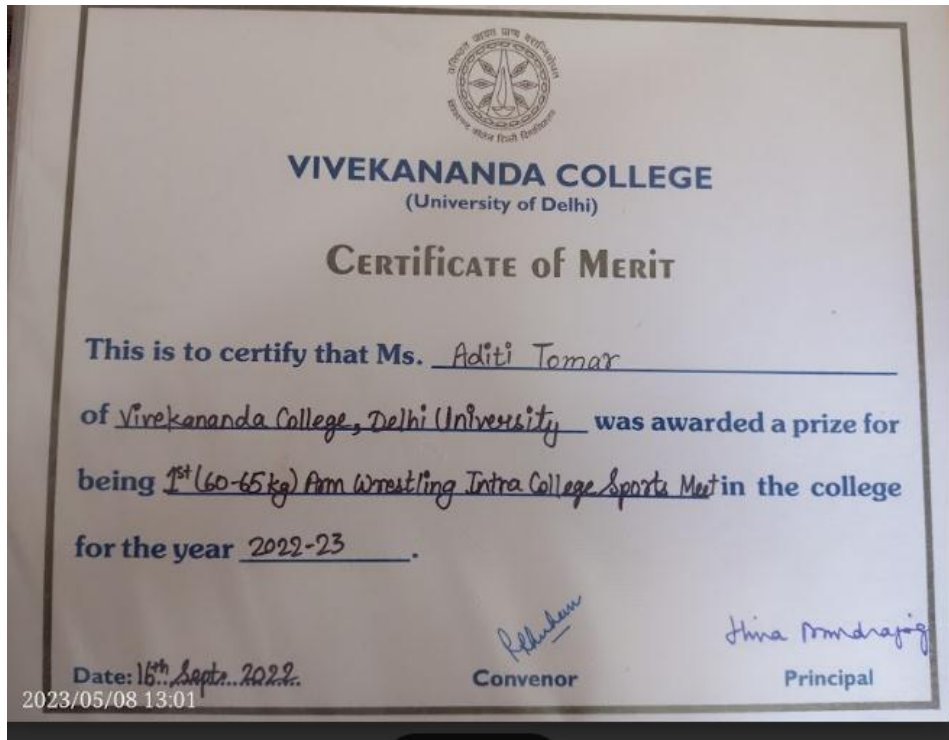 VIVEKANANDA COLLEGE
(University of Delhi)
CERTIFICATE of MERIT
This is to certify that Ms. Aditi Tomar
of Vivekananda College, Delhi University was awarded a prize for
being 1st (60-65 kg) Arm Wrestling Intra College Sports Meet in the college
for the year 2022-23.
Date: 16th Sept. 2022.
Convenor
Principal
2023/05/08 13:01